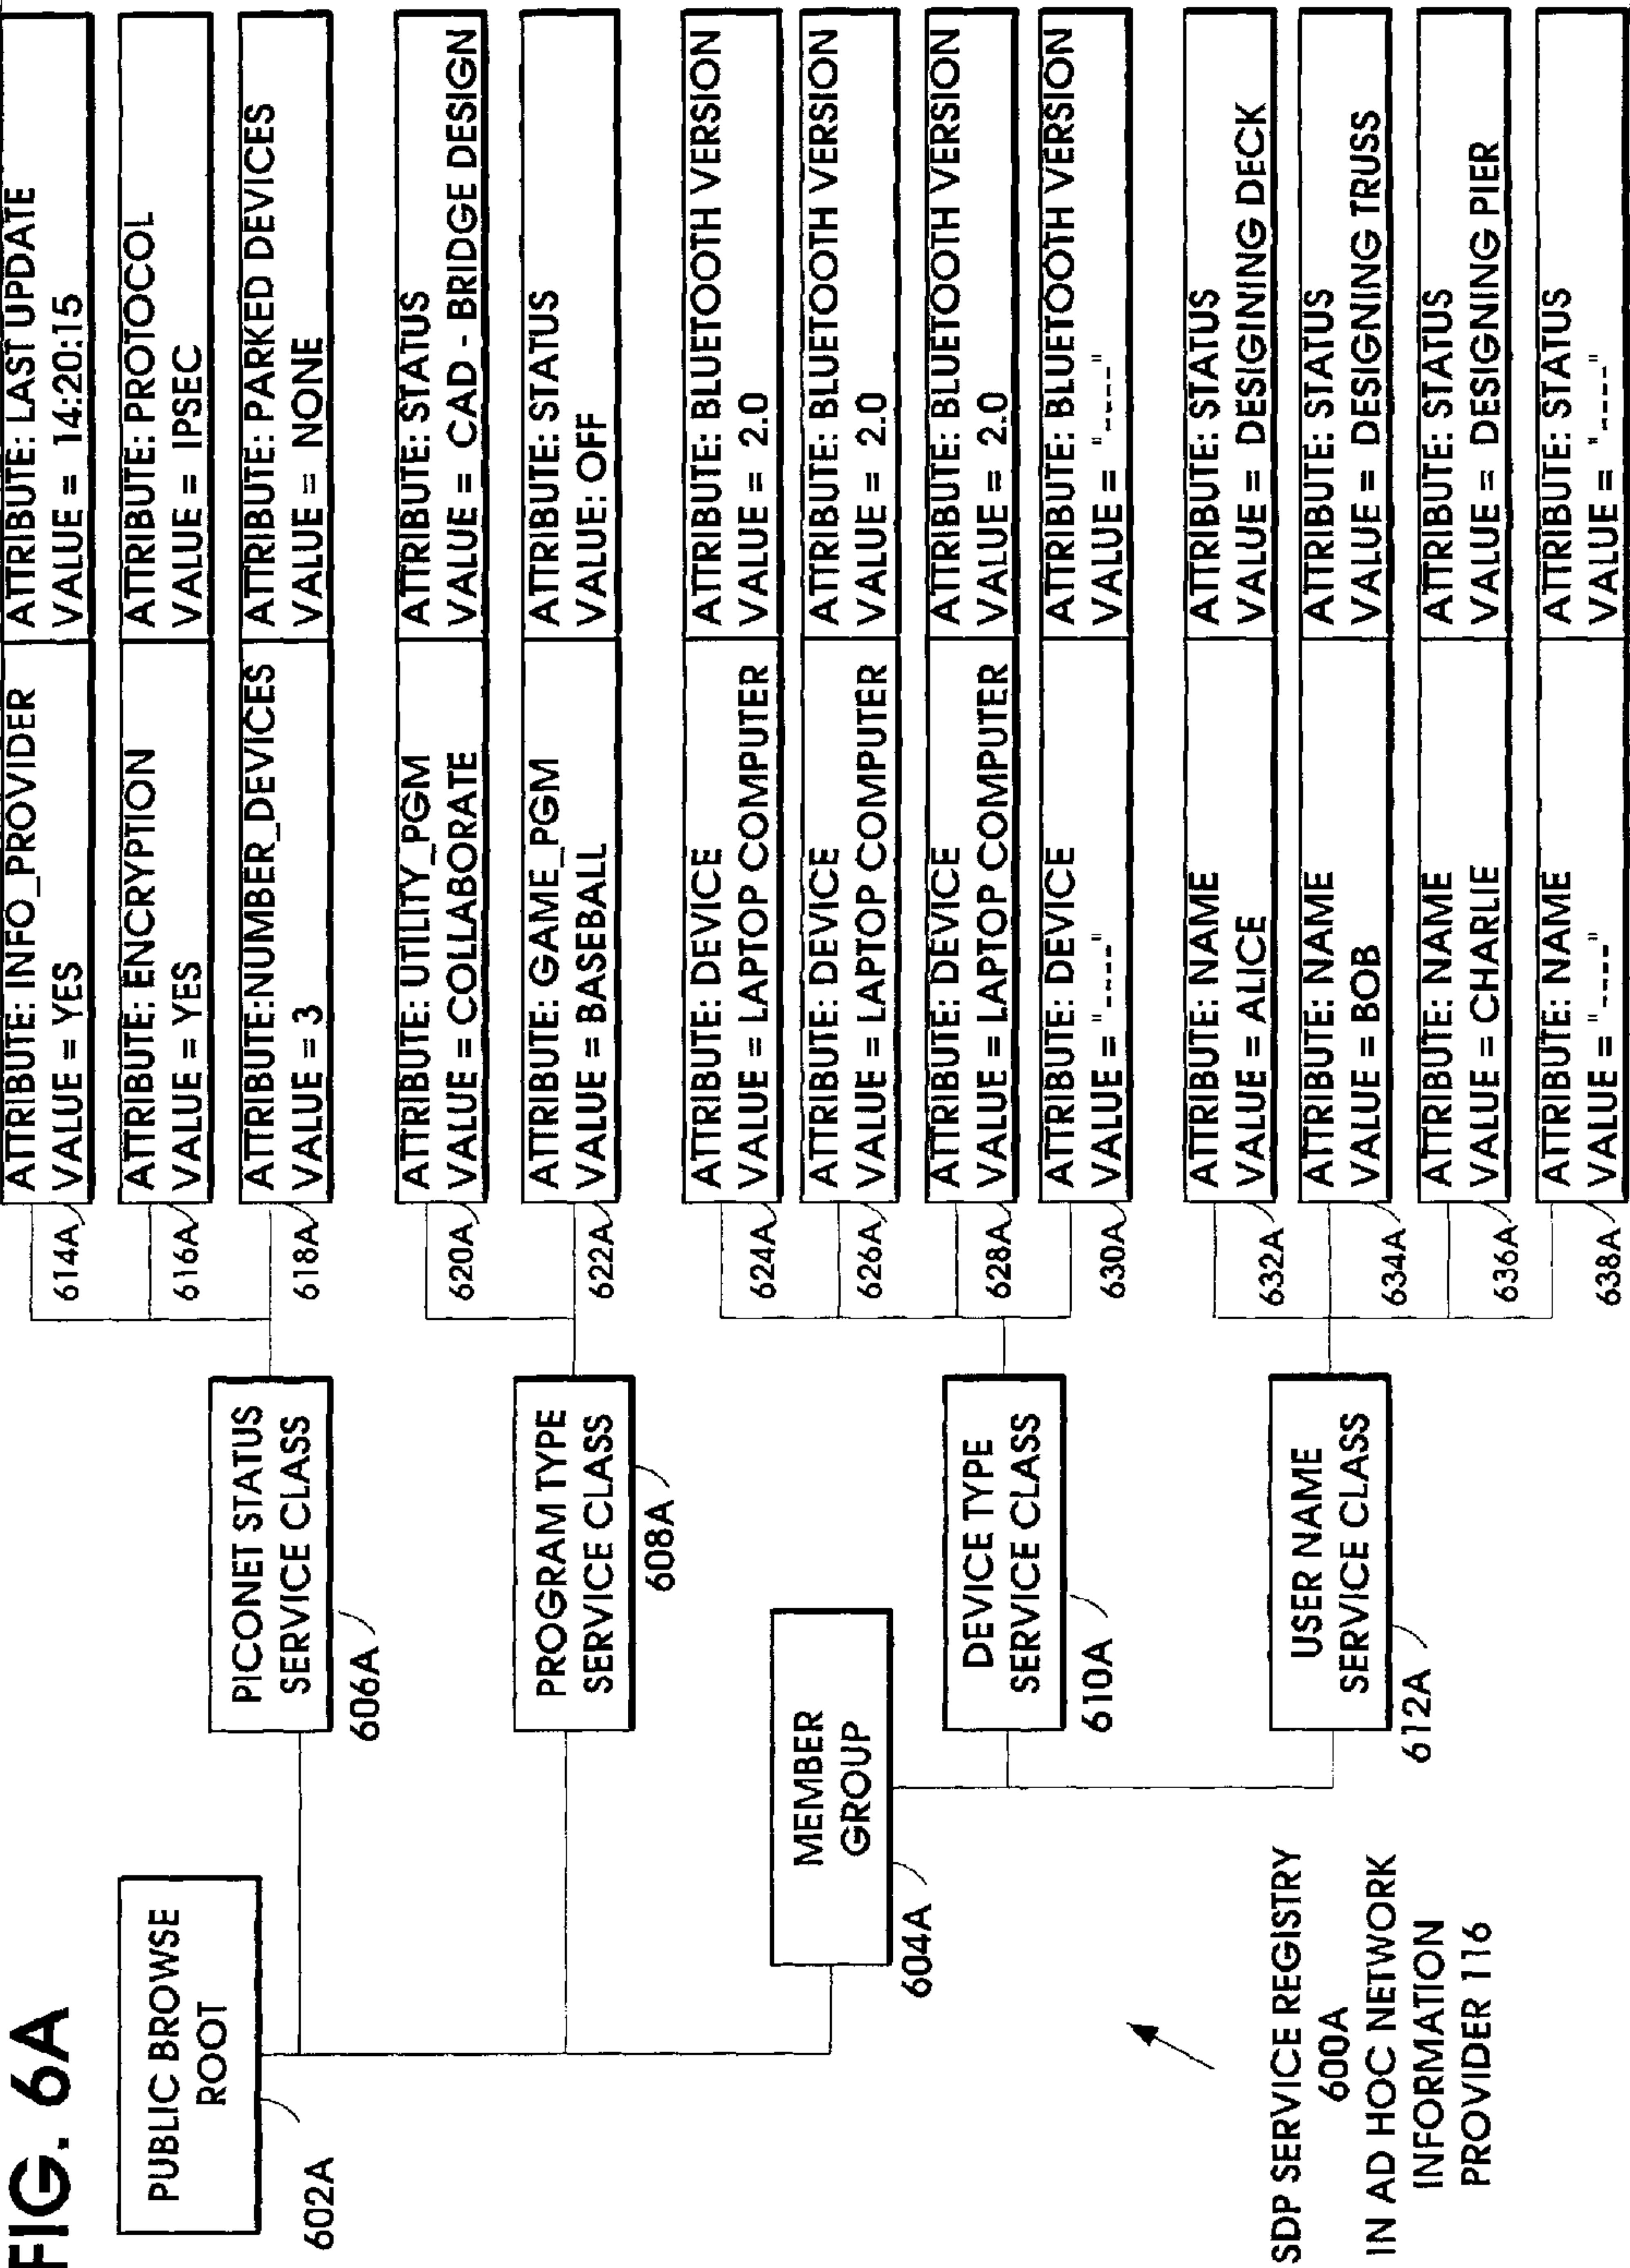 FIG. 6A
PUBLIC BROWSE
ROOT
602A
PICONET STATUS
SERVICE CLASS
606A
PROGRAM TYPE
SERVICE CLASS
608A
MEMBER
GROUP
604A
DEVICE TYPE
SERVICE CLASS
610A
USER NAME
SERVICE CLASS
612A
614A
ATTRIBUTE: INFO_PROVIDER
VALUE = YES
ATTRIBUTE: LAST UPDATE
VALUE = 14:20:15
616A
ATTRIBUTE: ENCRYPTION
VALUE = YES
ATTRIBUTE: PROTOCOL
VALUE = IPSEC
618A
ATTRIBUTE:NUMBER_DEVICES
VALUE = 3
ATTRIBUTE: PARKED DEVICES
VALUE = NONE
620A
ATTRIBUTE: UTILITY_PGM
VALUE = COLLABORATE
ATTRIBUTE: STATUS
VALUE = CAD - BRIDGE DESIGN
622A
ATTRIBUTE: GAME_PGM
VALUE = BASEBALL
ATTRIBUTE: STATUS
VALUE: OFF
624A
ATTRIBUTE: DEVICE
VALUE = LAPTOP COMPUTER
ATTRIBUTE: BLUETOOTH VERSION
VALUE = 2.0
626A
ATTRIBUTE: DEVICE
VALUE = LAPTOP COMPUTER
ATTRIBUTE: BLUETOOTH VERSION
VALUE = 2.0
628A
ATTRIBUTE: DEVICE
VALUE = LAPTOP COMPUTER
ATTRIBUTE: BLUETOOTH VERSION
VALUE = 2.0
630A
ATTRIBUTE: DEVICE
VALUE = "----"
ATTRIBUTE: BLUETOOTH VERSION
VALUE = "----"
632A
ATTRIBUTE: NAME
VALUE = ALICE
ATTRIBUTE: STATUS
VALUE = DESIGINING DECK
634A
ATTRIBUTE: NAME
VALUE = BOB
ATTRIBUTE: STATUS
VALUE = DESIGNING TRUSS
636A
ATTRIBUTE: NAME
VALUE = CHARLIE
ATTRIBUTE: STATUS
VALUE = DESIGNING PIER
638A
ATTRIBUTE: NAME
VALUE = "----"
ATTRIBUTE: STATUS
VALUE = "----"
SDP SERVICE REGISTRY
600A
IN AD HOC NETWORK
INFORMATION
PROVIDER 116